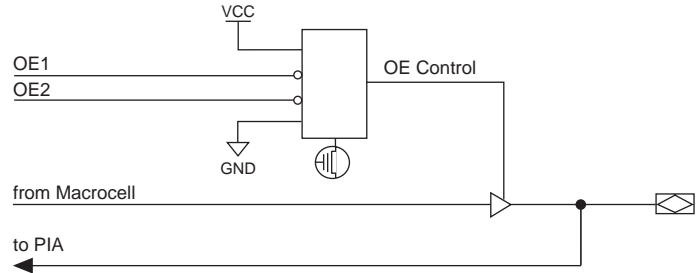 VCC
OE1
OE Control
OE2
GND
from Macrocell
to PIA